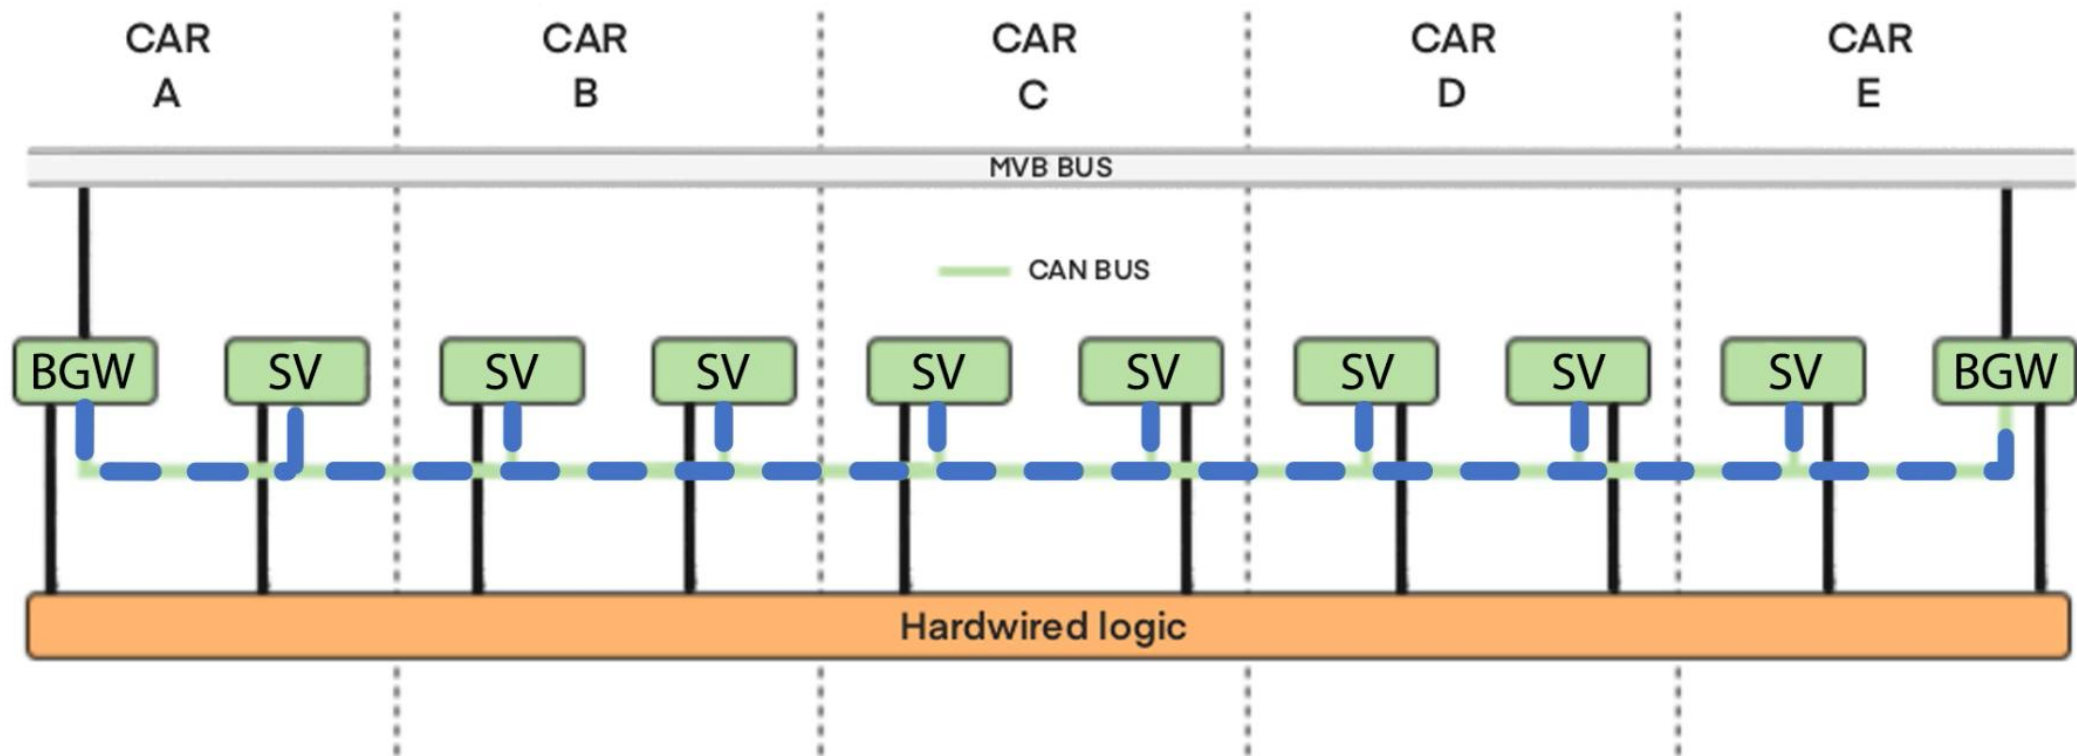 CAR
A
CAR
B
CAR
C
CAR
D
CAR
E
MVB BUS
CAN BUS
BGW
SV
SV
SV
SV
SV
SV
SV
SV
BGW
Hardwired logic